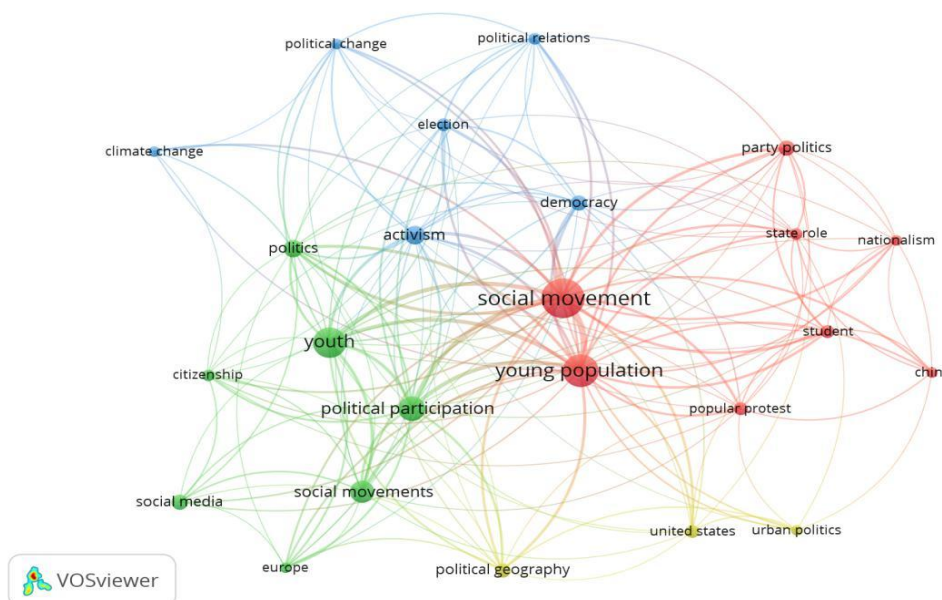 political change
political relations
election
climate change
party politics
democracy
activism
state role
nationalism
politics
social movement
student
youth
young population
citizenship
chin
political participation
popular protest
social movements
social media
united states
urban politics
europe
political geography
VOSviewer